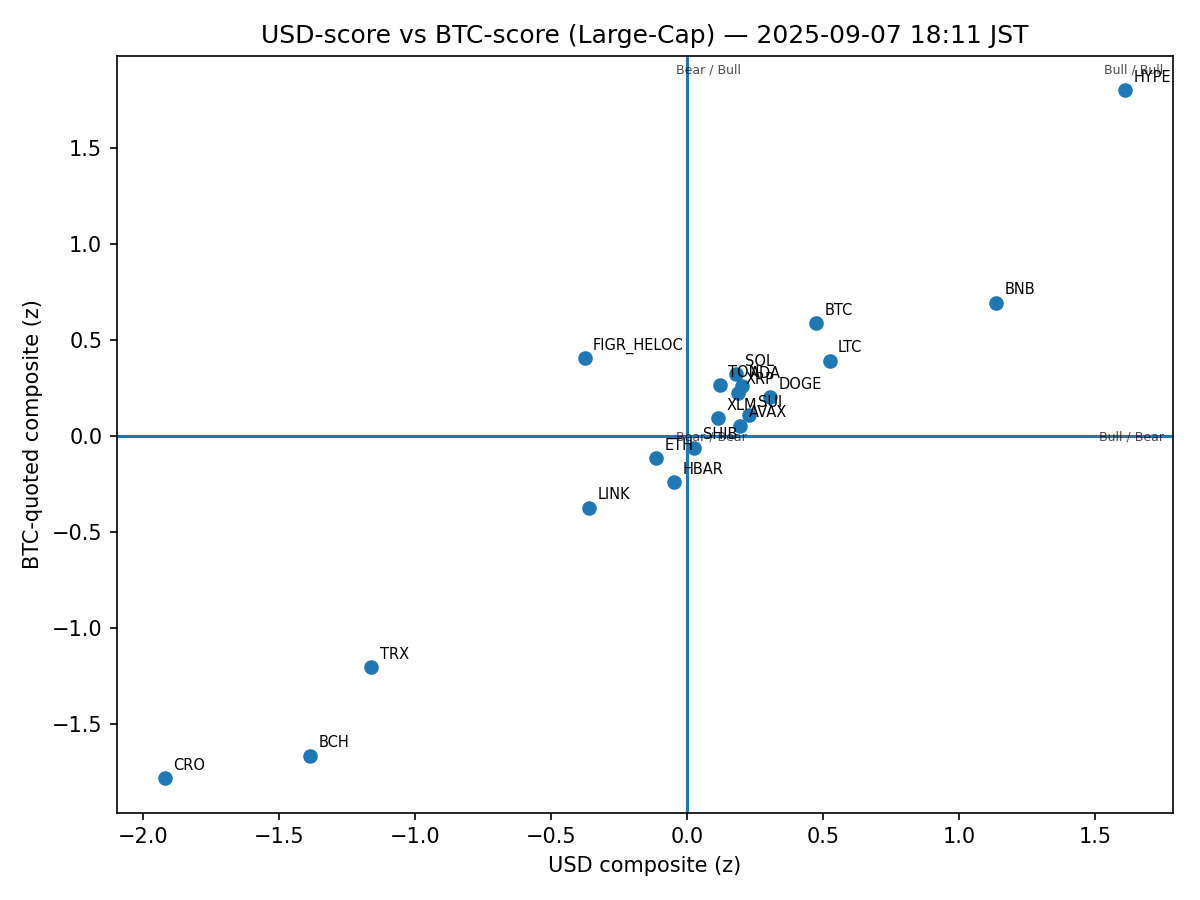 USD-score vs BTC-score (Large-Cap) — 2025-09-07 18:11 JST
Bear / Bull
Bull / Bull
HYPE
BNB
BTC
LTC
FIGR_HELOC
SOL
TON
ADA
XRP
DOGE
SUI
XLM
AVAX
SHIB
Bear / Bear
Bull / Bear
ETH
HBAR
LINK
TRX
BCH
CRO
1.5
1.0
0.5
0.0
−0.5
−1.0
−1.5
BTC-quoted composite (z)
−2.0
−1.5
−1.0
−0.5
0.0
0.5
1.0
1.5
USD composite (z)